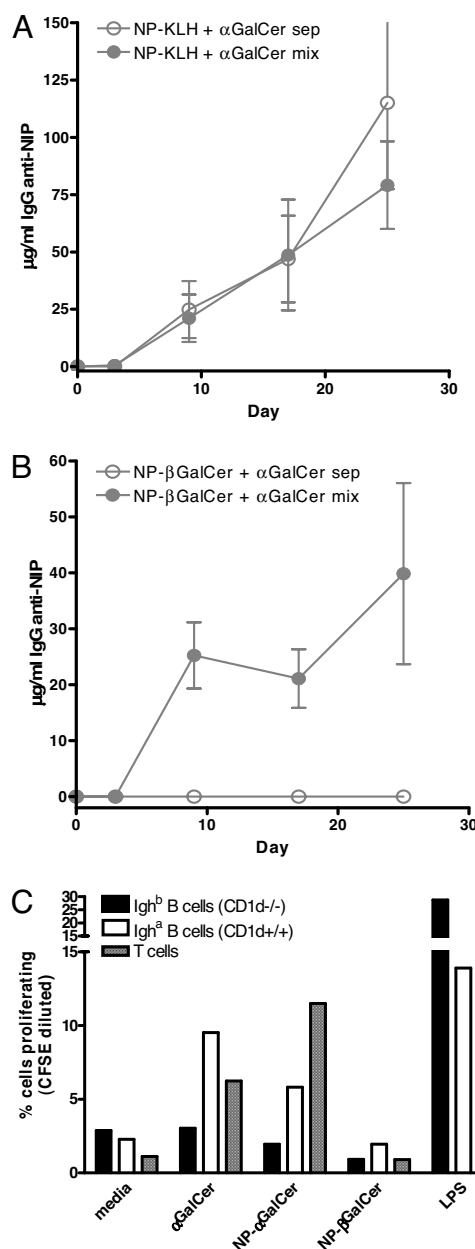 A
NP-KLH + αGalCer sep
NP-KLH + αGalCer mix
µg/ml IgG anti-NIP
150
125
100
75
50
25
0
0 10 20 30
Day
B
NP-βGalCer + αGalCer sep
NP-βGalCer + αGalCer mix
µg/ml IgG anti-NIP
60
50
40
30
20
10
0
0 10 20 30
Day
C
Igh^b B cells (CD1d-/-)
Igh^a B cells (CD1d+/+)
T cells
% cells proliferating
(CFSE diluted)
30
25
20
15
15
10
5
0
media αGalCer NP-αGalCer NP-βGalCer LPS